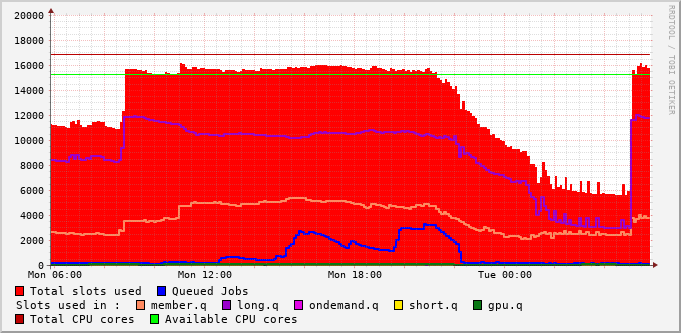 20000
18000
16000
14000
12000
10000
8000
6000
4000
2000
0
Mon 06:00 Mon 12:00 Mon 18:00 Tue 00:00
RRDTOOL / TOBI OETIKER
Total slots used Queued Jobs
Slots used in : member.q long.q ondemand.q short.q gpu.q
Total CPU cores Available CPU cores